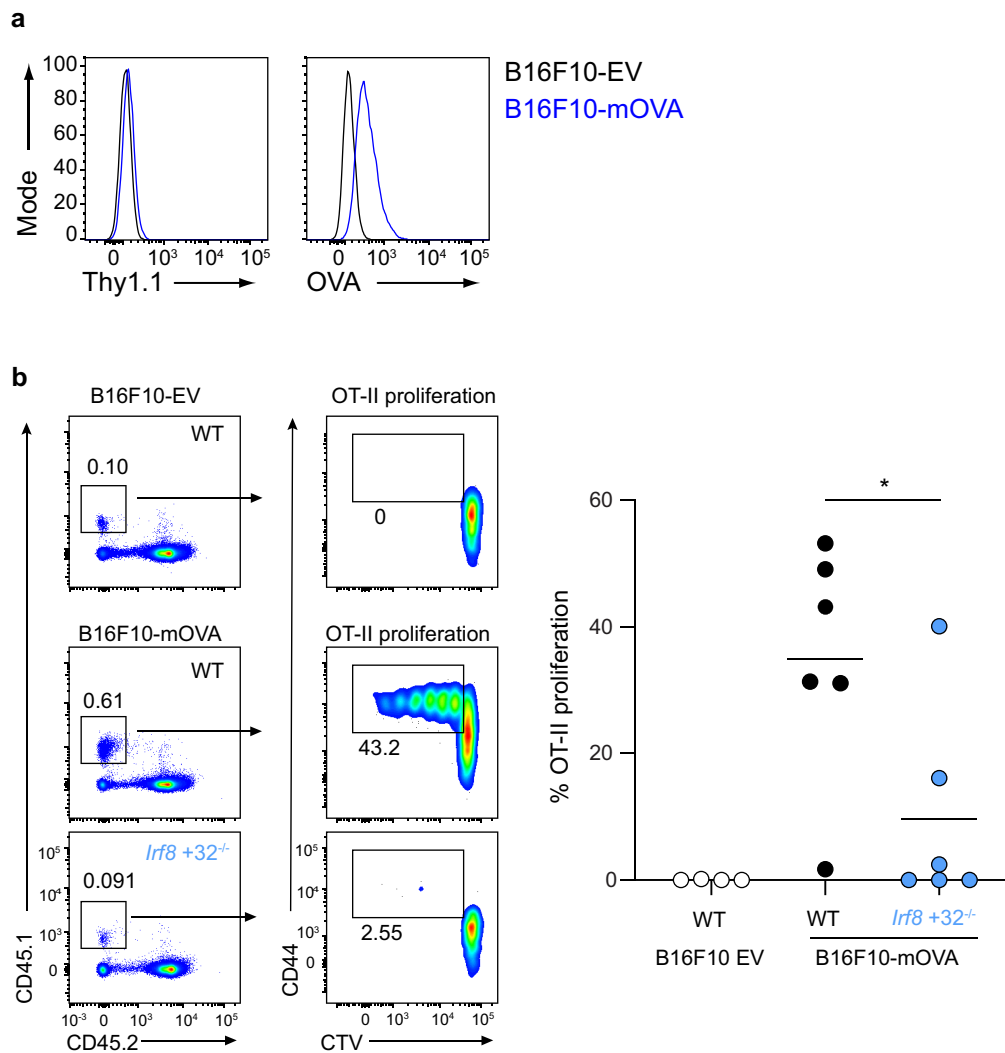 a
100
80
60
40
20
0
Mode
0 10³ 10⁴ 10⁵
Thy1.1
0 10³ 10⁴ 10⁵
OVA
B16F10-EV
B16F10-mOVA
b
B16F10-EV
WT
0.10
OT-II proliferation
0
B16F10-mOVA
WT
0.61
OT-II proliferation
43.2
Irf8 +32-/-
0.091
10⁵
10⁴
10³
0
CD45.1
10-³ 0 10³ 10⁴
CD45.2
2.55
10⁵
10⁴
10³
0
CD44
0 10³ 10⁴
CTV
*
60
40
20
0
% OT-II proliferation
WT WT Irf8 +32-/-
B16F10 EV B16F10-mOVA